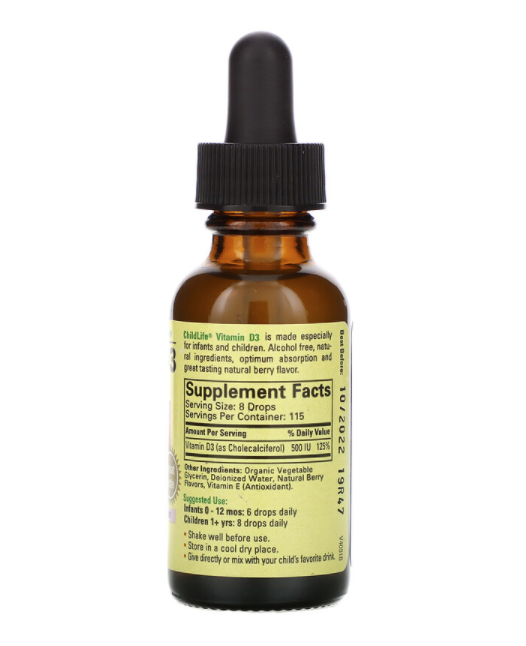 3
ChildLife® Vitamin D3 is made especially
for infants and children. Alcohol free, natu-
ral ingredients, optimum absorption and
great tasting natural berry flavor.
Supplement Facts
Serving Size: 8 Drops
Servings Per Container: 115
Amount Per Serving % Daily Value
Vitamin D3 (as Cholecalciferol) 500 IU 125%
Other Ingredients: Organic Vegetable
Glycerin, Deionized Water, Natural Berry
Flavors, Vitamin E (Antioxidant).
Suggested Use:
Infants 0 - 12 mos: 6 drops daily
Children 1+ yrs: 8 drops daily
• Shake well before use.
• Store in a cool dry place.
• Give directly or mix with your child's favorite drink.
Best Before:
10/2022 19R47